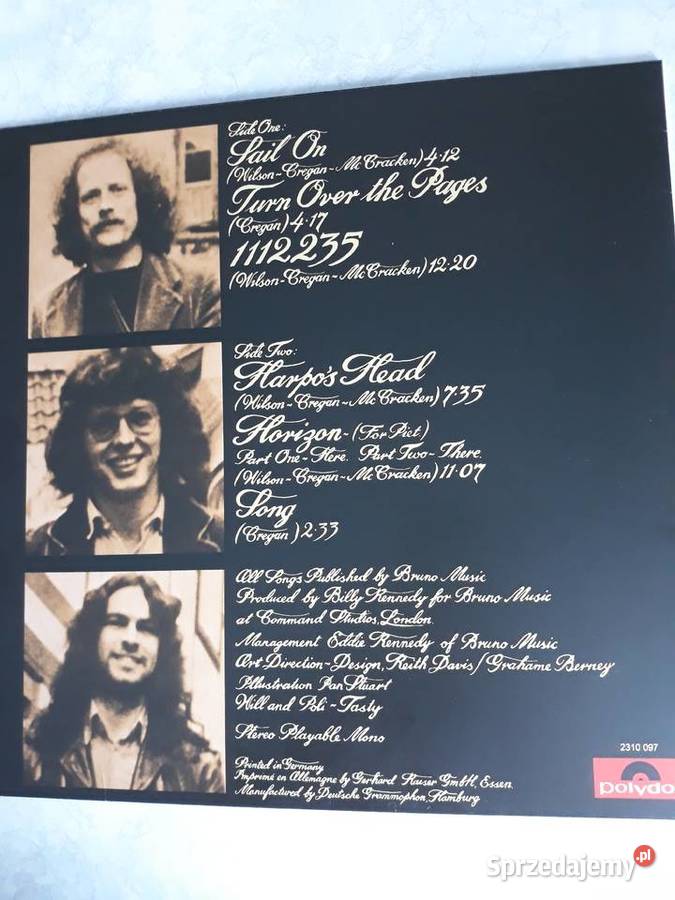 Side One:
Sail On
(Wilson-Cregan-McCracken) 4·12
Turn Over the Pages
(Cregan) 4·17
1112235
(Wilson-Cregan-McCracken) 12·20
Side Two:
Harpo's Head
(Wilson-Cregan-McCracken) 7·35
Horizon-(For Piet.)
Part One-Here. Part Two-There.
(Wilson-Cregan-McCracken) 11·07
Song
(Cregan) 2·33
All Songs Published by Bruno Music
Produced by Billy Kennedy for Bruno Music
at Command Studios, London.
Management Eddie Kennedy of Bruno Music
Art Direction-Design, Keith Davis/Grahame Berney
Illustration Ian Stuart
Will and Poli-Tasty
Stereo Playable Mono
Printed in Germany
Imprimé en Allemagne by Gerhard Kaiser GmbH, Essen.
Manufactured by Deutsche Grammophon, Hamburg
2310 097
polydo
Sprzedajemy.pl